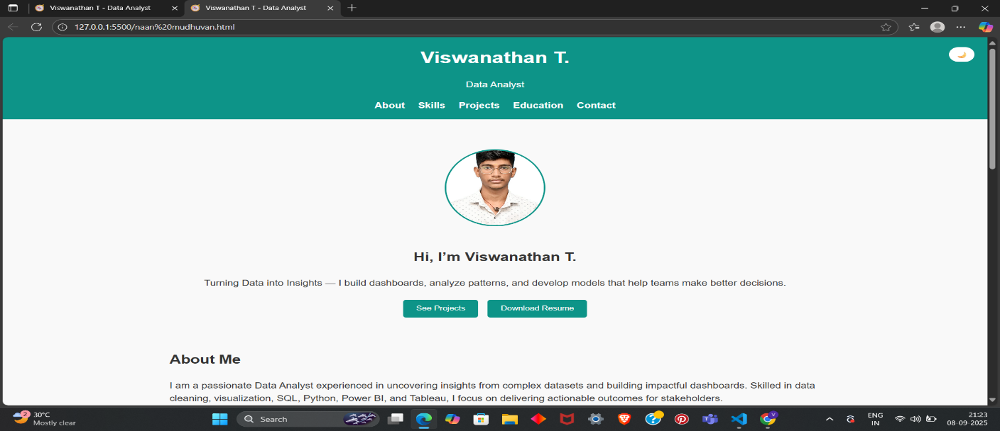 Viswanathan T - Data Analyst
Viswanathan T - Data Analyst
127.0.0.1:5500/naan%20mudhuvan.html
Viswanathan T.
Data Analyst
About Skills Projects Education Contact
Hi, I’m Viswanathan T.
Turning Data into Insights — I build dashboards, analyze patterns, and develop models that help teams make better decisions.
See Projects Download Resume
About Me
I am a passionate Data Analyst experienced in uncovering insights from complex datasets and building impactful dashboards. Skilled in data
cleaning, visualization, SQL, Python, Power BI, and Tableau, I focus on delivering actionable outcomes for stakeholders.
2
30°C
Mostly clear
Search
V
ENG
IN
21:23
08-09-2025